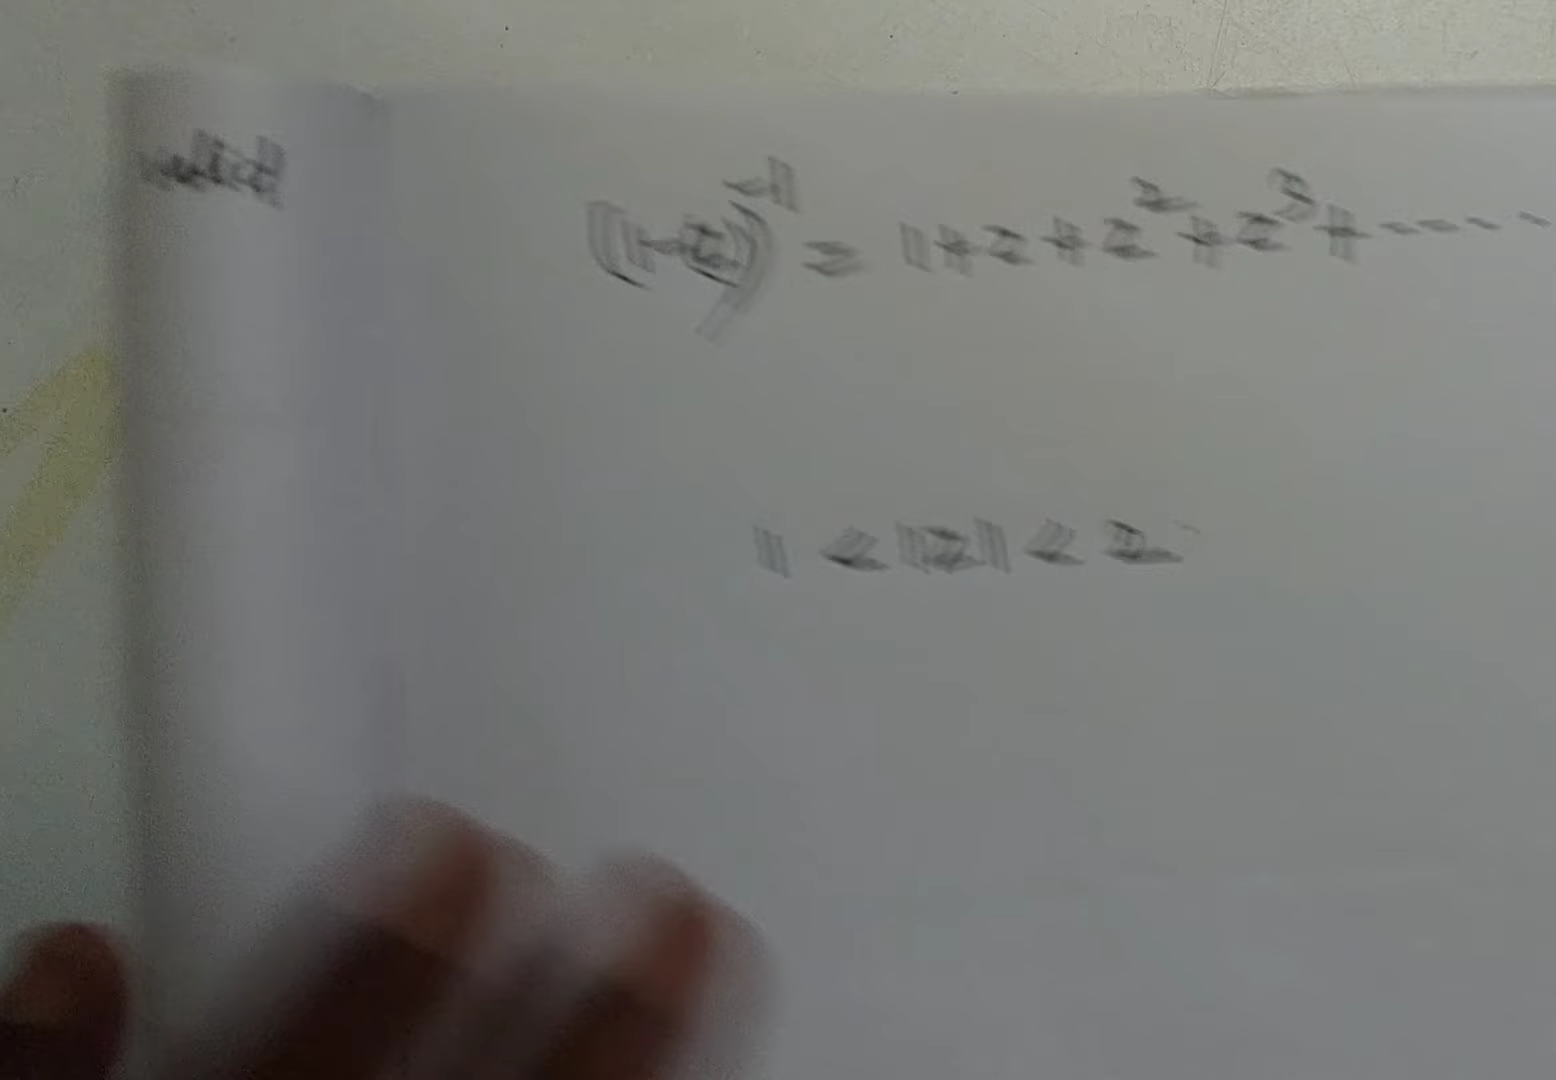 (1-z)⁻¹ = 1+z+z²+z³+-----
1 < |z| < 2